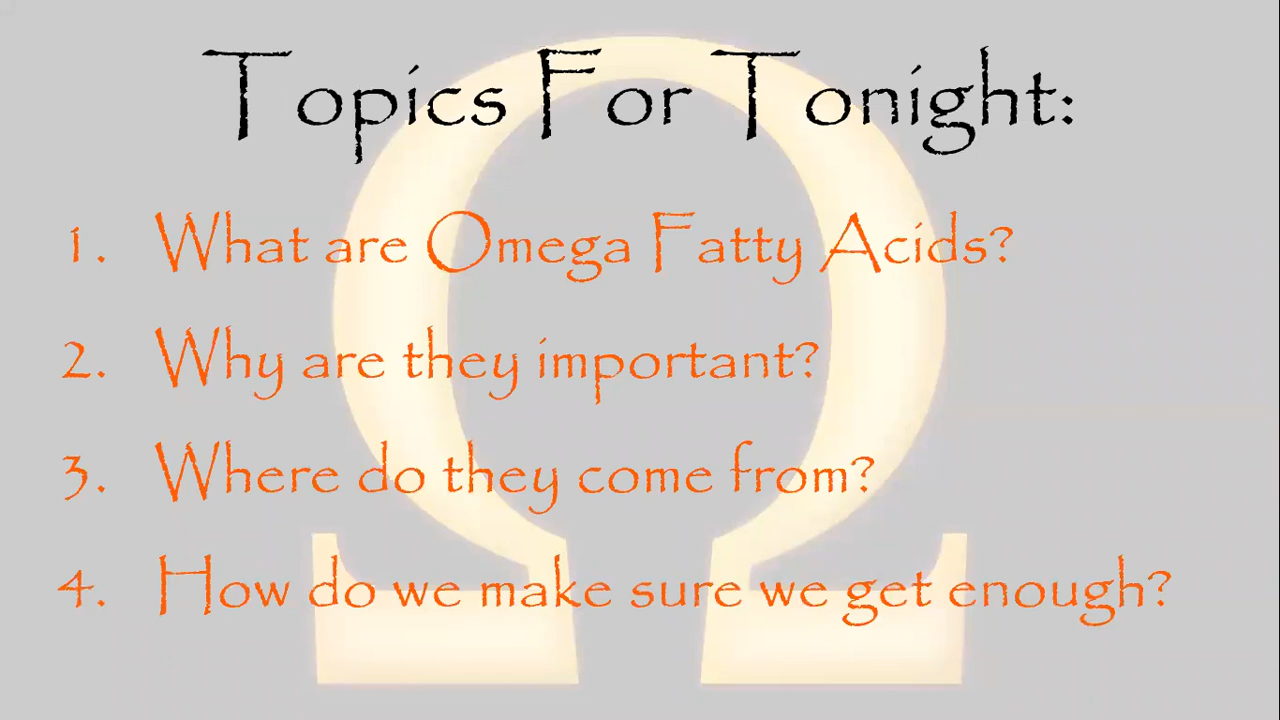 Topics For Tonight:
1. What are Omega Fatty Acids?
2. Why are they important?
3. Where do they come from?
4. How do we make sure we get enough?